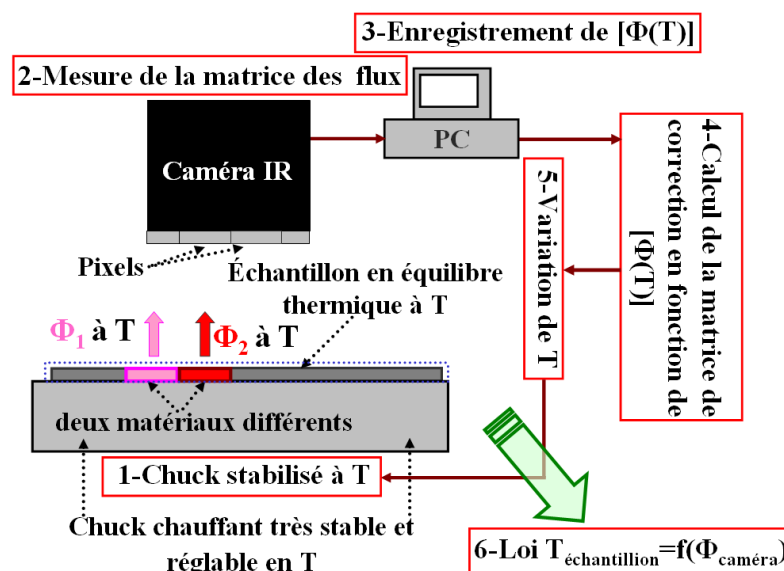 3-Enregistrement de [Φ(T)]
2-Mesure de la matrice des flux
PC
Caméra IR
4-Calcul de la matrice de
correction en fonction de
[Φ(T)]
5-Variation de T
Pixels
Échantillon en équilibre
thermique à T
Φ1 à T
Φ2 à T
deux matériaux différents
1-Chuck stabilisé à T
Chuck chauffant très stable et
réglable en T
6-Loi Téchantillion=f(Φcaméra)